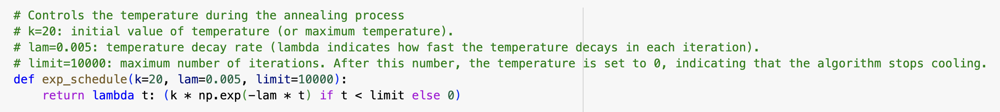 # Controls the temperature during the annealing process
# k=20: initial value of temperature (or maximum temperature).
# lam=0.005: temperature decay rate (lambda indicates how fast the temperature decays in each iteration).
# limit=10000: maximum number of iterations. After this number, the temperature is set to 0, indicating that the algorithm stops cooling.
def exp_schedule(k=20, lam=0.005, limit=10000):
    return lambda t: (k * np.exp(-lam * t) if t < limit else 0)